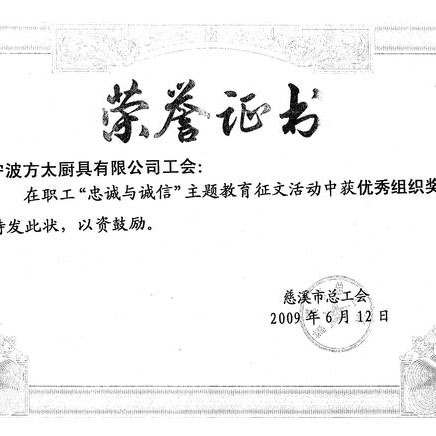 荣誉证书
宁波方太厨具有限公司工会:
在职工“忠诚与诚信”主题教育征文活动中获优秀组织奖
特发此状，以资鼓励。
慈溪市总工会
2009年6月12日